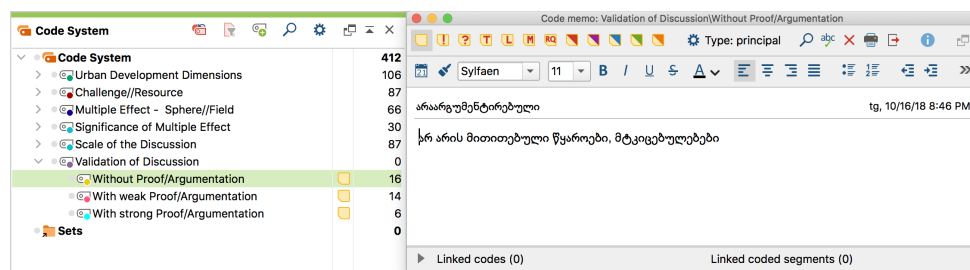 Code System
Code System 412
Urban Development Dimensions 106
Challenge//Resource 87
Multiple Effect - Sphere//Field 66
Significance of Multiple Effect 30
Scale of the Discussion 87
Validation of Discussion 0
Without Proof/Argumentation 16
With weak Proof/Argumentation 14
With strong Proof/Argumentation 6
Sets 0
Code memo: Validation of Discussion\Without Proof/Argumentation
! ? T L M RQ Type: principal abc
21 Sylfaen 11 B I U S A
არაარგუმენტირებული tg, 10/16/18 8:46 PM
არ არის მითითებული წყაროები, მტკიცებულებები
Linked codes (0) Linked coded segments (0)